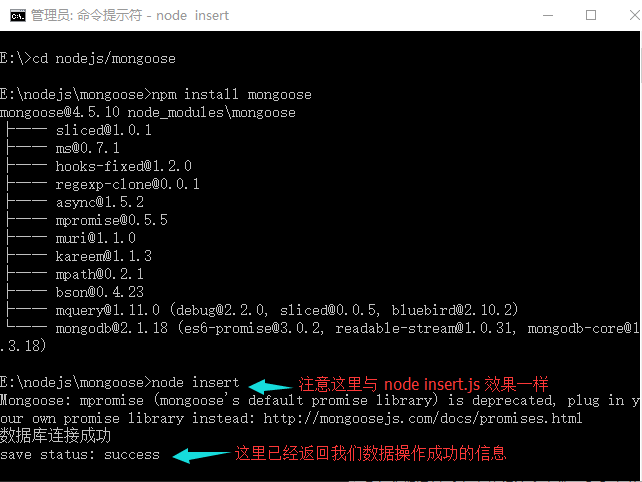 管理员: 命令提示符 - node  insert
E:\>cd nodejs/mongoose
E:\nodejs\mongoose>npm install mongoose
mongoose@4.5.10 node_modules\mongoose
├── sliced@1.0.1
├── ms@0.7.1
├── hooks-fixed@1.2.0
├── regexp-clone@0.0.1
├── async@1.5.2
├── mpromise@0.5.5
├── muri@1.1.0
├── kareem@1.1.3
├── mpath@0.2.1
├── bson@0.4.23
├── mquery@1.11.0 (debug@2.2.0, sliced@0.0.5, bluebird@2.10.2)
└── mongodb@2.1.18 (es6-promise@3.0.2, readable-stream@1.0.31, mongodb-core@1
.3.18)
E:\nodejs\mongoose>node insert 注意这里与 node insert.js 效果一样
Mongoose: mpromise (mongoose's default promise library) is deprecated, plug in y
our own promise library instead: http://mongoosejs.com/docs/promises.html
数据库连接成功
save status: success 这里已经返回我们数据操作成功的信息